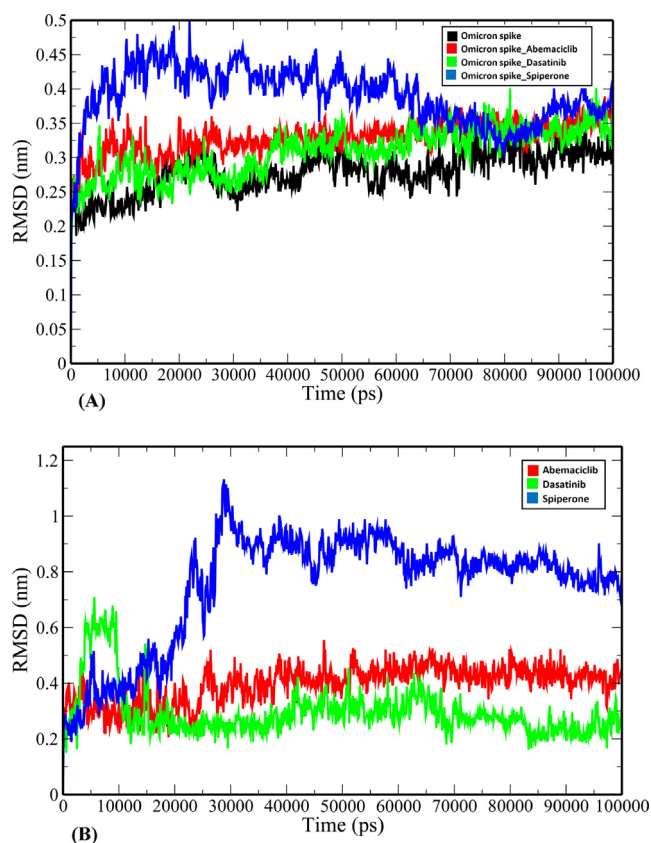 0.5
0.45
0.4
0.35
0.3
0.25
0.2
0.15
0.1
0.05
0
RMSD (nm)
Omicron spike
Omicron spike_Abemaciclib
Omicron spike_Dasatinib
Omicron spike_Spiperone
0 10000 20000 30000 40000 50000 60000 70000 80000 90000 100000
Time (ps)
(A)
1.2
1
0.8
0.6
0.4
0.2
0
RMSD (nm)
Abemaciclib
Dasatinib
Spiperone
0 10000 20000 30000 40000 50000 60000 70000 80000 90000 100000
Time (ps)
(B)